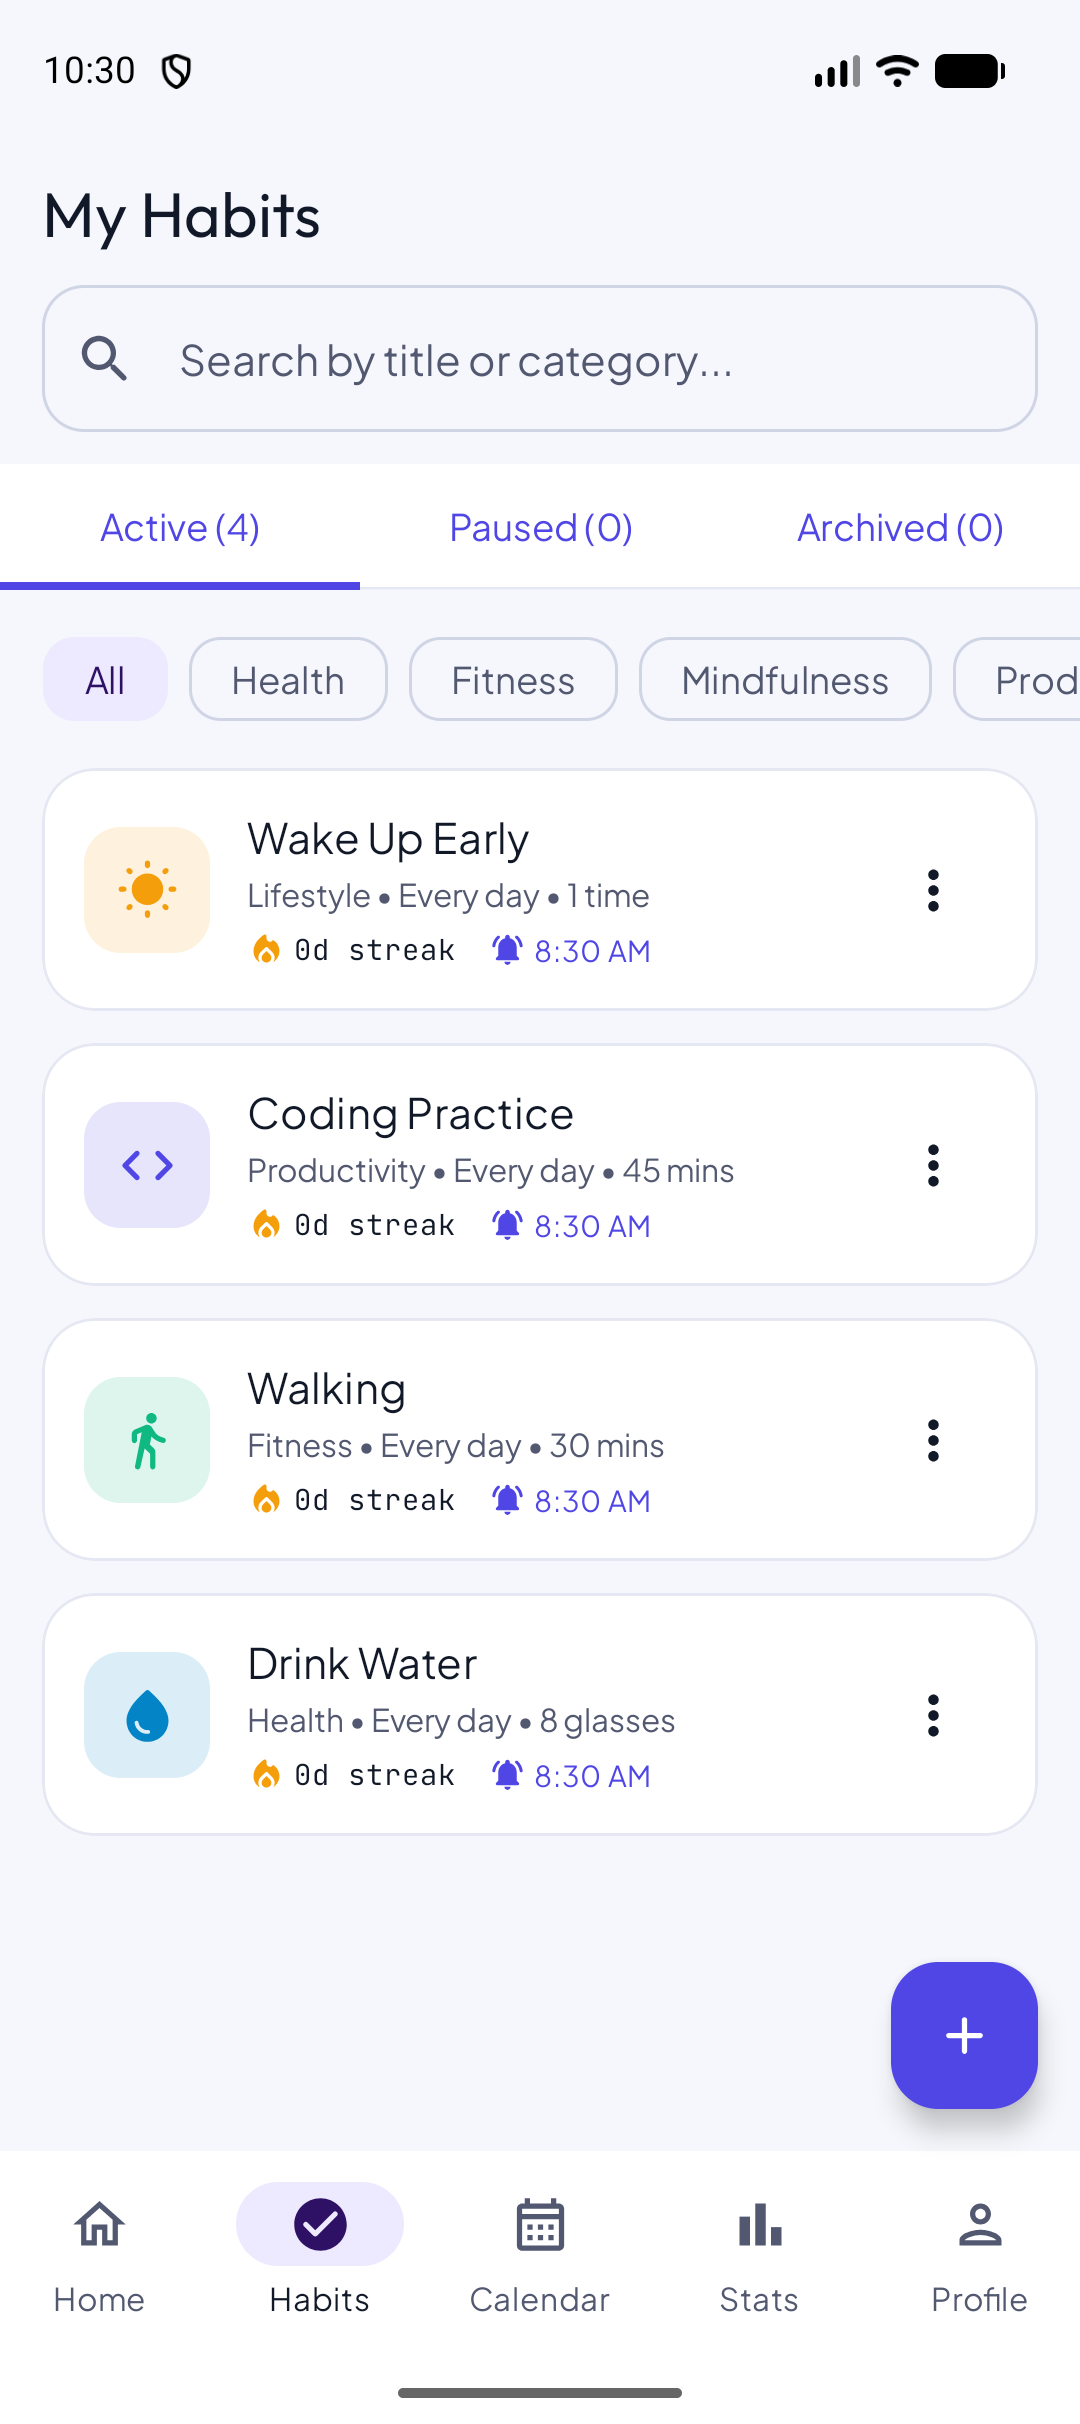 10:30
My Habits
Search by title or category...
Active (4) Paused (0) Archived (0)
All Health Fitness Mindfulness Prod
Wake Up Early
Lifestyle • Every day • 1 time
0d streak 8:30 AM
Coding Practice
Productivity • Every day • 45 mins
0d streak 8:30 AM
Walking
Fitness • Every day • 30 mins
0d streak 8:30 AM
Drink Water
Health • Every day • 8 glasses
0d streak 8:30 AM
Home Habits Calendar Stats Profile